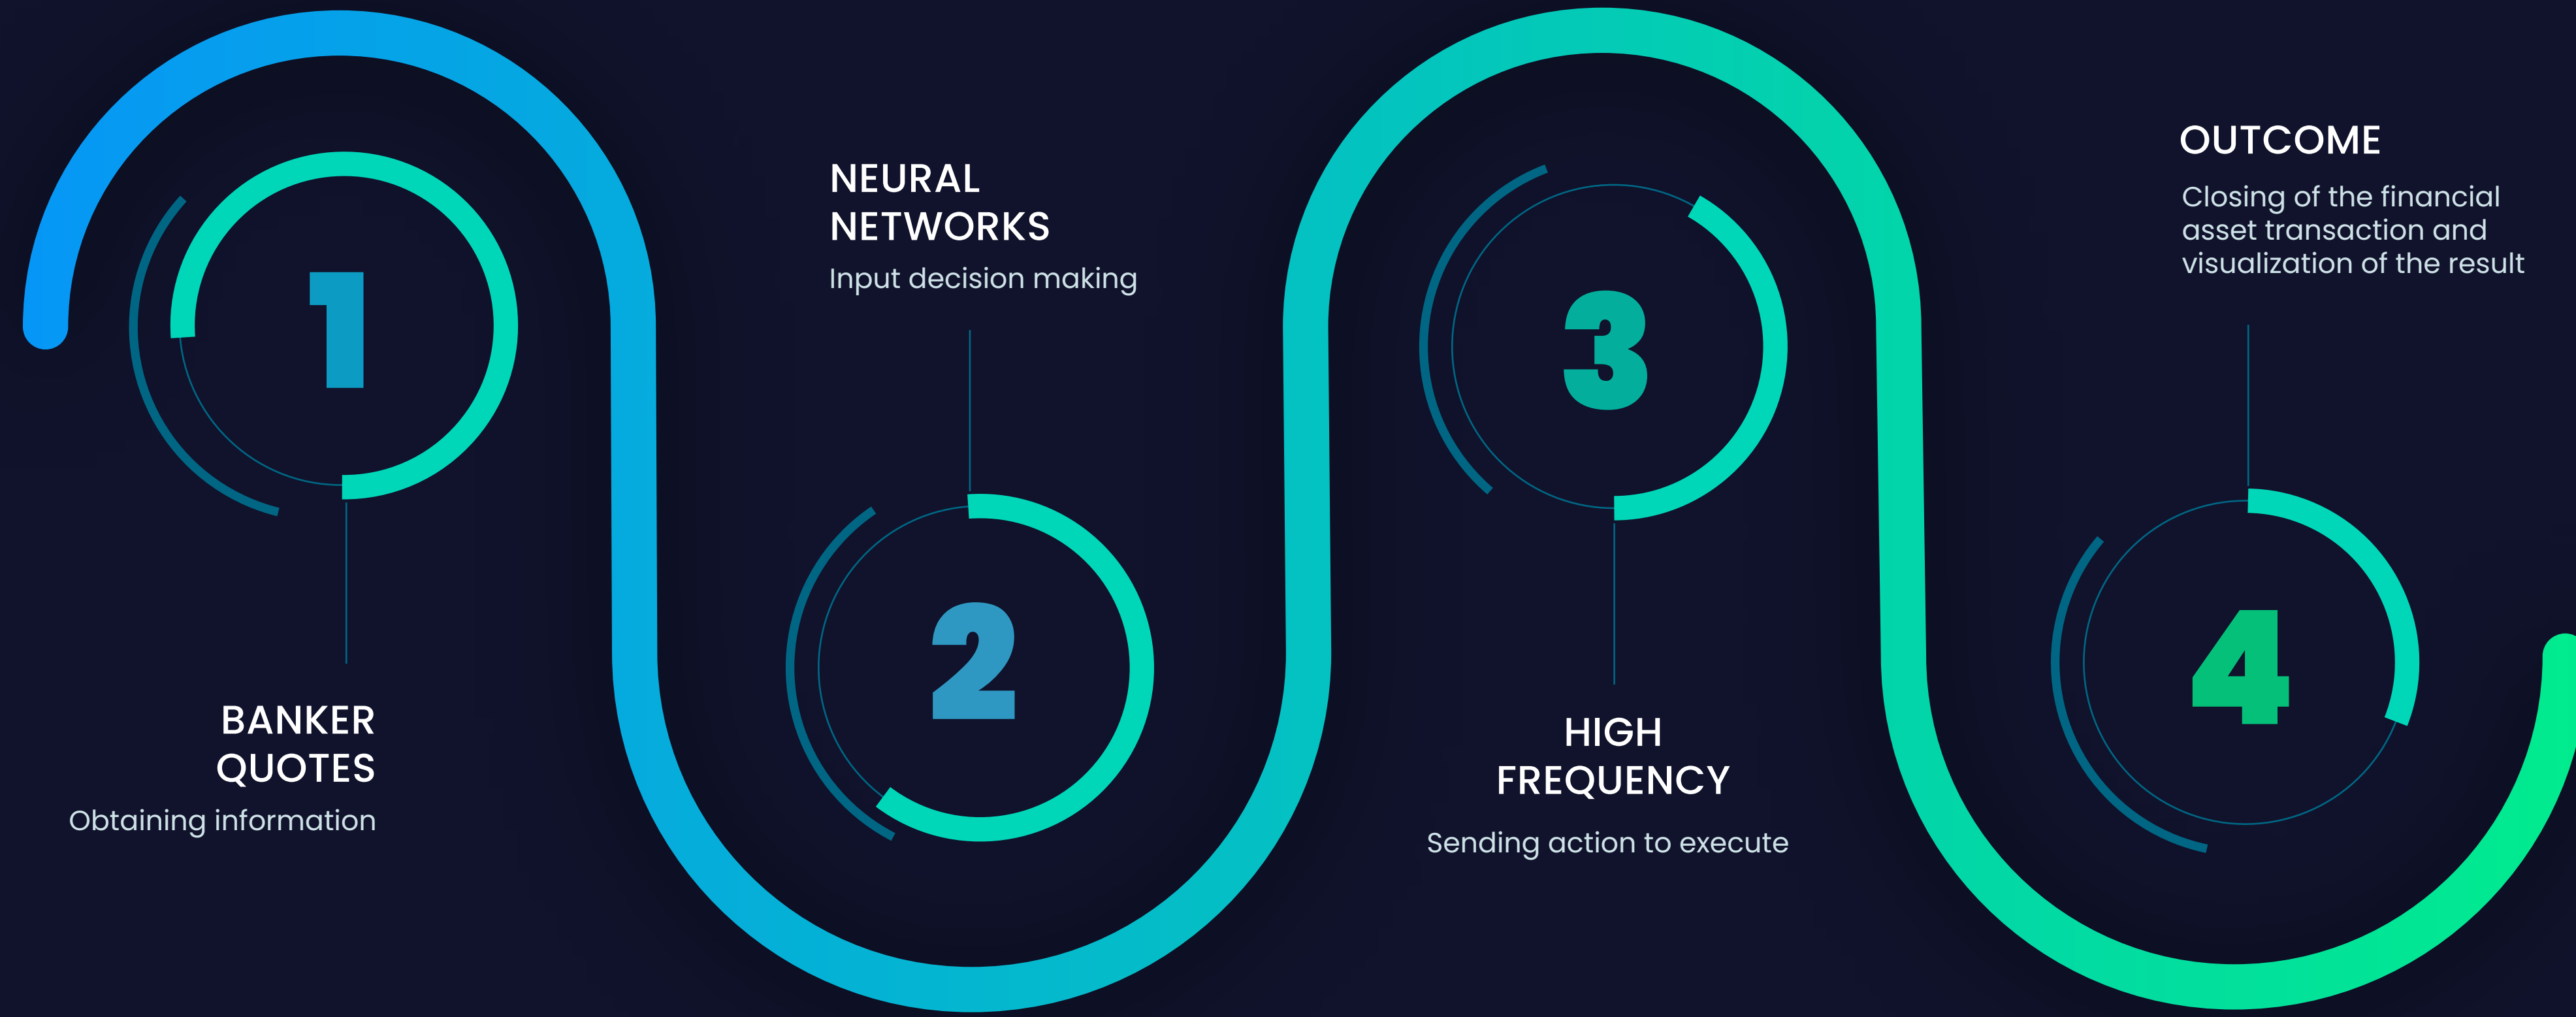 1
BANKER
QUOTES
Obtaining information
NEURAL
NETWORKS
Input decision making
2
3
HIGH
FREQUENCY
Sending action to execute
OUTCOME
Closing of the financial
asset transaction and
visualization of the result
4